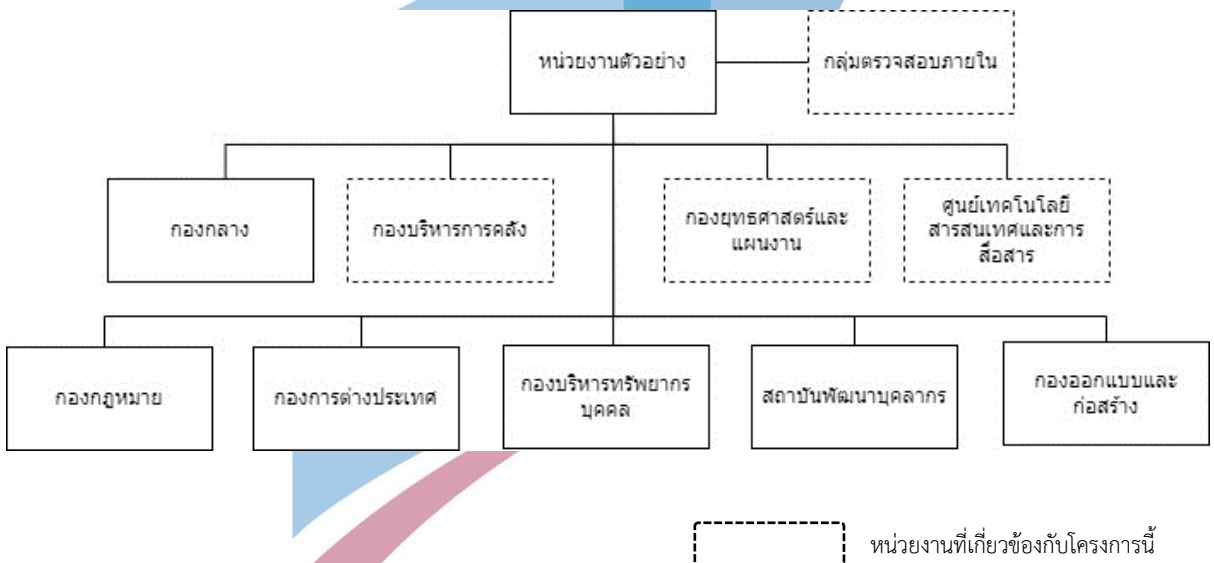 หน่วยงานตัวอย่าง
กลุ่มตรวจสอบภายใน
กองกลาง
กองบริหารการคลัง
กองยุทธศาสตร์และ
แผนงาน
ศูนย์เทคโนโลยี
สารสนเทศและการ
สื่อสาร
กองกฎหมาย
กองการต่างประเทศ
กองบริหารทรัพยากร
บุคคล
สถาบันพัฒนาบุคลากร
กองออกแบบและ
ก่อสร้าง
หน่วยงานที่เกี่ยวข้องกับโครงการนี้